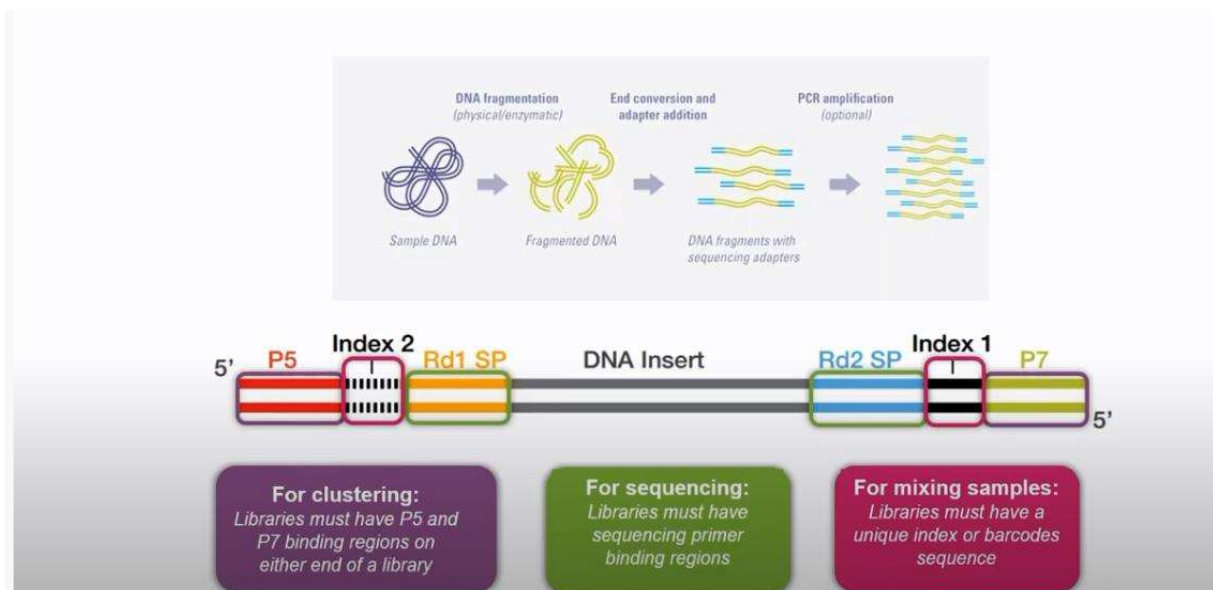 DNA fragmentation
(physical/enzymatic)
End conversion and
adapter addition
PCR amplification
(optional)
Sample DNA
Fragmented DNA
DNA fragments with
sequencing adapters
5’
P5
Index 2
Rd1 SP
DNA Insert
Rd2 SP
Index 1
P7
5’
For clustering:
Libraries must have P5 and
P7 binding regions on
either end of a library
For sequencing:
Libraries must have
sequencing primer
binding regions
For mixing samples:
Libraries must have a
unique index or barcodes
sequence